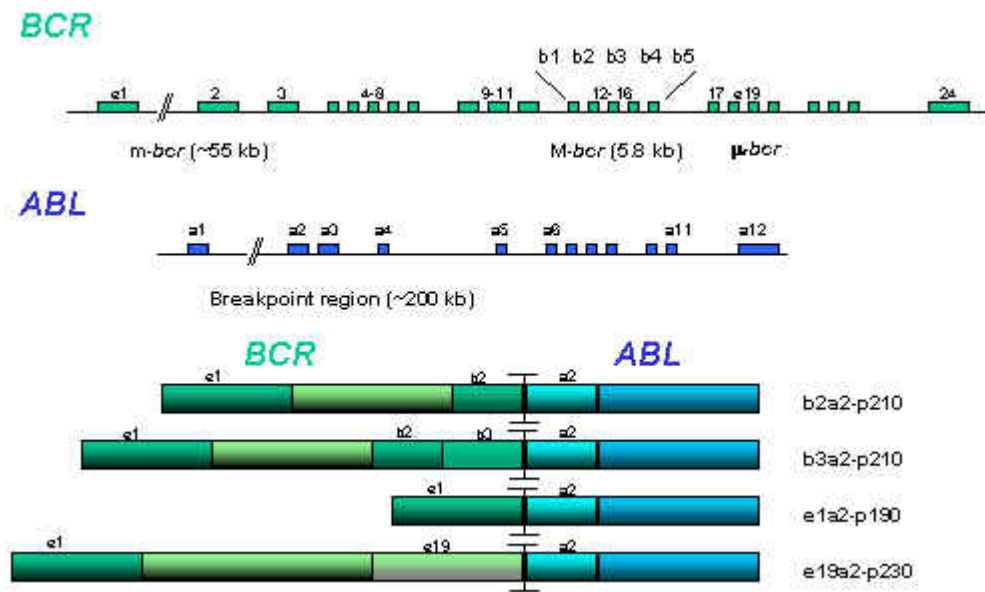 BCR
b1 b2 b3 b4 b5
e1 2 3 4-8 9-11 12-16 17 e19 24
m-bcr (~55 kb) M-bcr (5.8 kb) µ-bcr
ABL
a1 a2 a3 a4 a5 a6 a11 a12
Breakpoint region (~200 kb)
BCR ABL
e1 b2 a2 b2a2-p210
e1 b2 b3 a2 b3a2-p210
e1 a2 e1a2-p190
e1 e19 a2 e19a2-p230